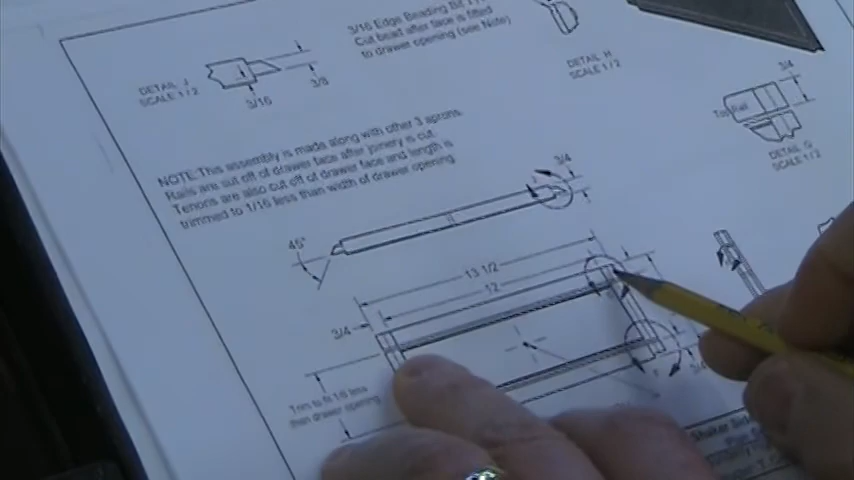 3/16 Edge Beading Bit
Cut bead after face is fitted
to drawer opening (see Note)
DETAIL J
SCALE 1 / 2
3/16
3/8
DETAIL H
SCALE 1 / 2
3/4
Top Rail
DETAIL G
SCALE 1 / 2
NOTE: This assembly is made along with other 3 aprons.
Rails are cut off of drawer face after joinery is cut.
Tenons are also cut off of drawer face and length is
trimmed to 1/16 less than width of drawer opening.
3/4
45°
13 1/2
12
3/4
Trim to fit 1/8 less
than drawer opening
3/4
Shaker